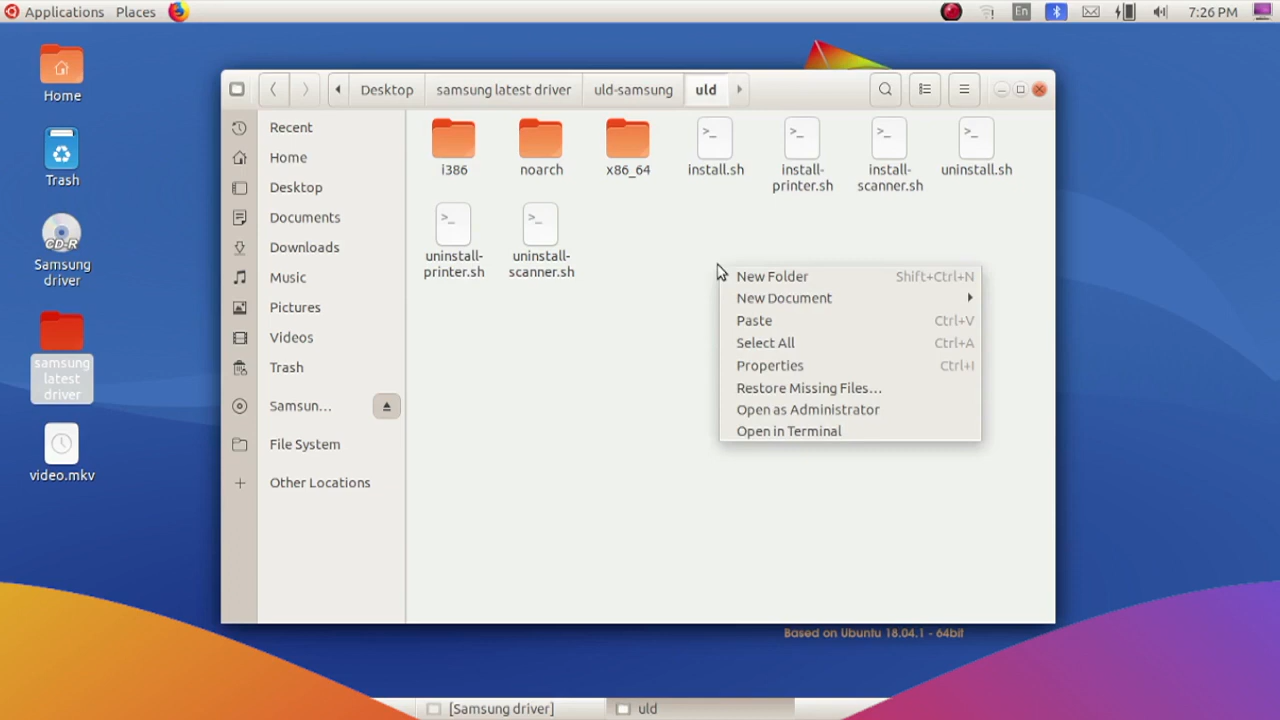 Applications Places En 7:26 PM
Home
Trash
CD-R
Samsung
driver
samsung
latest
driver
video.mkv
Desktop samsung latest driver uld-samsung uld
Recent
Home
Desktop
Documents
Downloads
Music
Pictures
Videos
Trash
Samsun...
File System
Other Locations
i386 noarch x86_64 install.sh install-
printer.sh install-
scanner.sh uninstall.sh
uninstall-
printer.sh uninstall-
scanner.sh
New Folder Shift+Ctrl+N
New Document
Paste Ctrl+V
Select All Ctrl+A
Properties Ctrl+I
Restore Missing Files...
Open as Administrator
Open in Terminal
Based on Ubuntu 18.04.1 - 64bit
[Samsung driver] uld